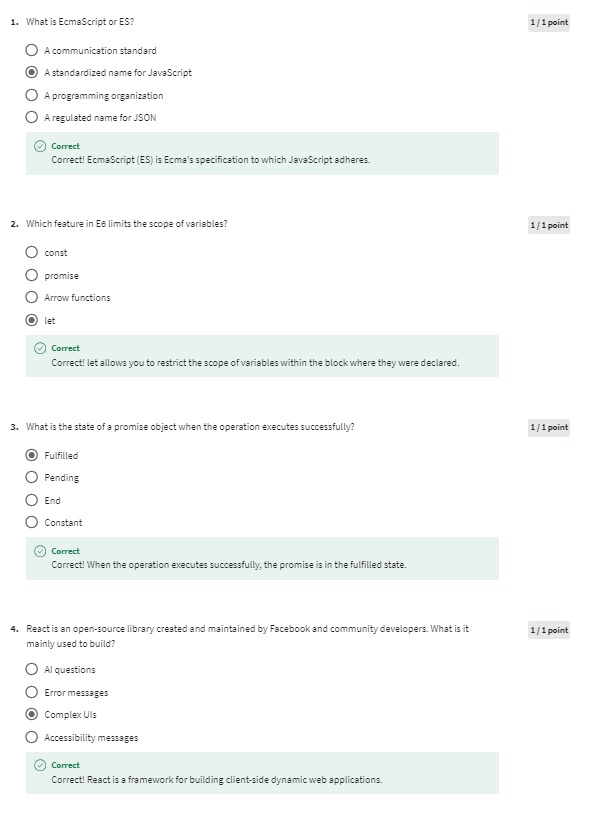 1. What is EcmaScript or ES?
1 / 1 point
A communication standard
A standardized name for JavaScript
A programming organization
A regulated name for JSON
Correct
Correct! EcmaScript (ES) is Ecma's specification to which JavaScript adheres.
2. Which feature in E6 limits the scope of variables?
1 / 1 point
const
promise
Arrow functions
let
Correct
Correct! let allows you to restrict the scope of variables within the block where they were declared.
3. What is the state of a promise object when the operation executes successfully?
1 / 1 point
Fulfilled
Pending
End
Constant
Correct
Correct! When the operation executes successfully, the promise is in the fulfilled state.
4. React is an open-source library created and maintained by Facebook and community developers. What is it
mainly used to build?
1 / 1 point
AI questions
Error messages
Complex UIs
Accessibility messages
Correct
Correct! React is a framework for building client-side dynamic web applications.